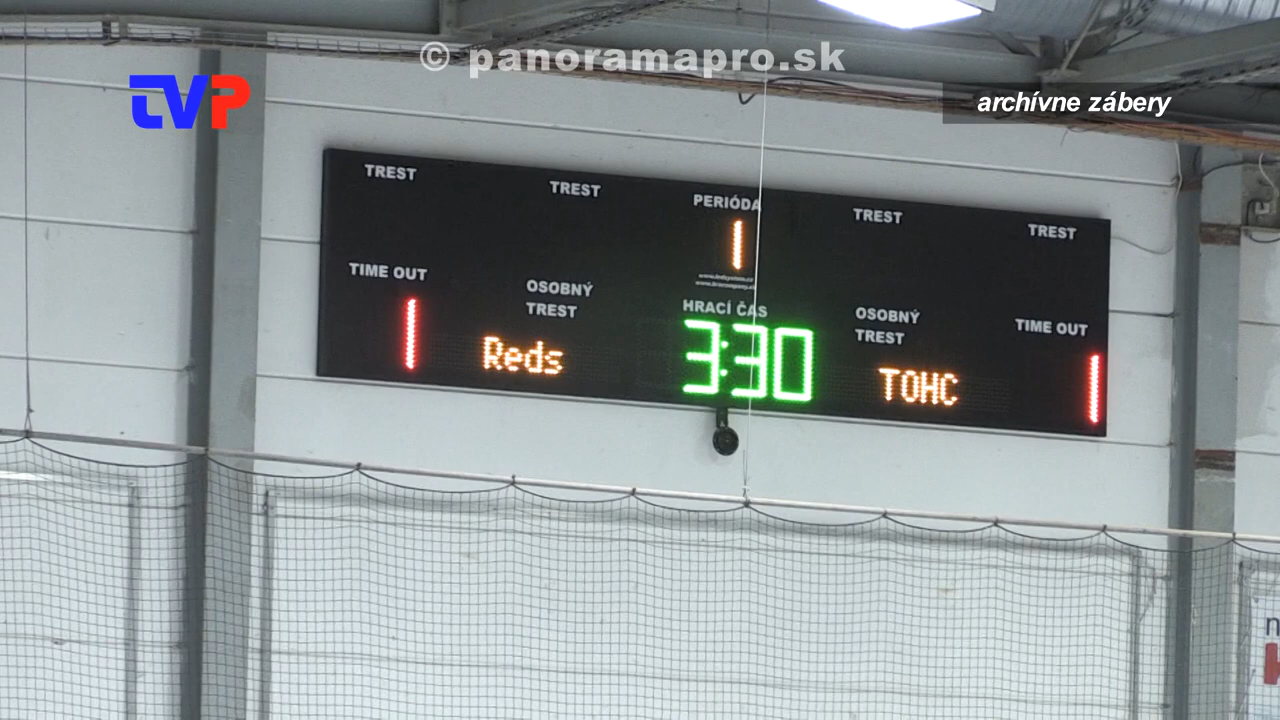 © panoramapro.sk
TVP
archívne zábery
TREST
TREST
PERIÓDA
TREST
TREST
1
TIME OUT
OSOBNÝ
TREST
HRACÍ ČAS
OSOBNÝ
TREST
TIME OUT
1
Reds
3:30
TOHC
1